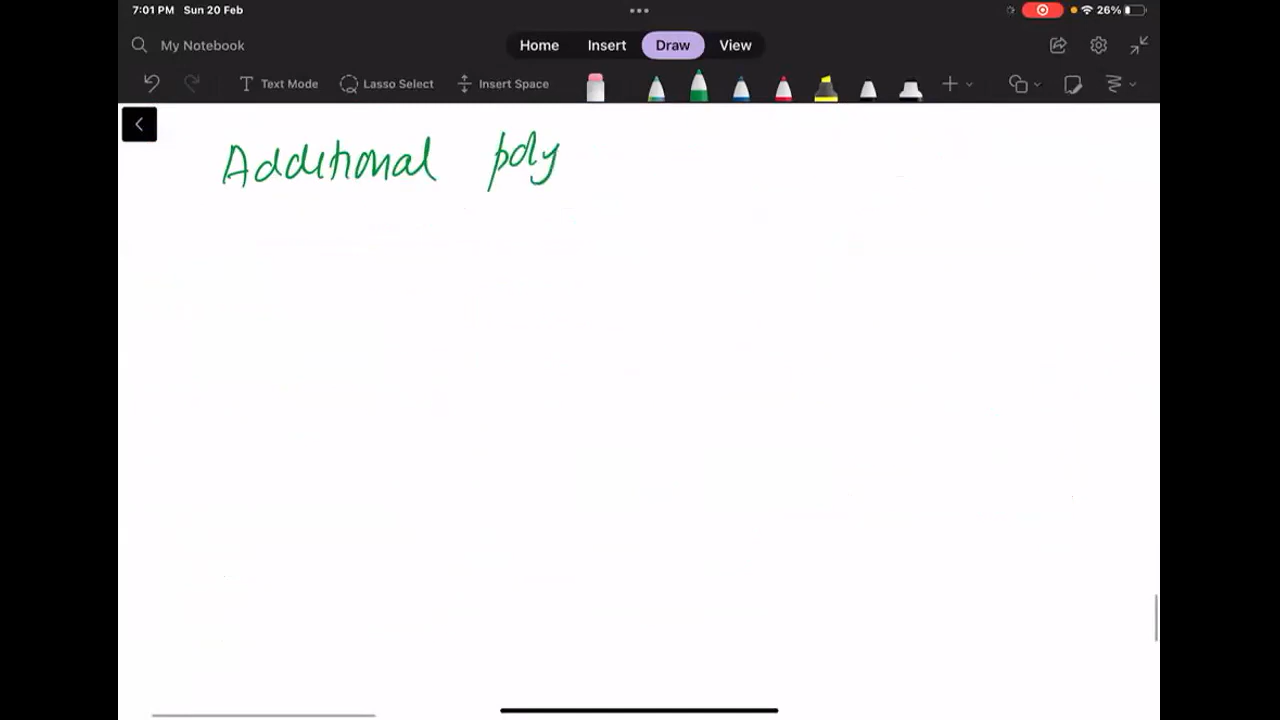 7:01 PM Sun 20 Feb 26%
My Notebook Home Insert Draw View
Text Mode Lasso Select Insert Space
Additional poly